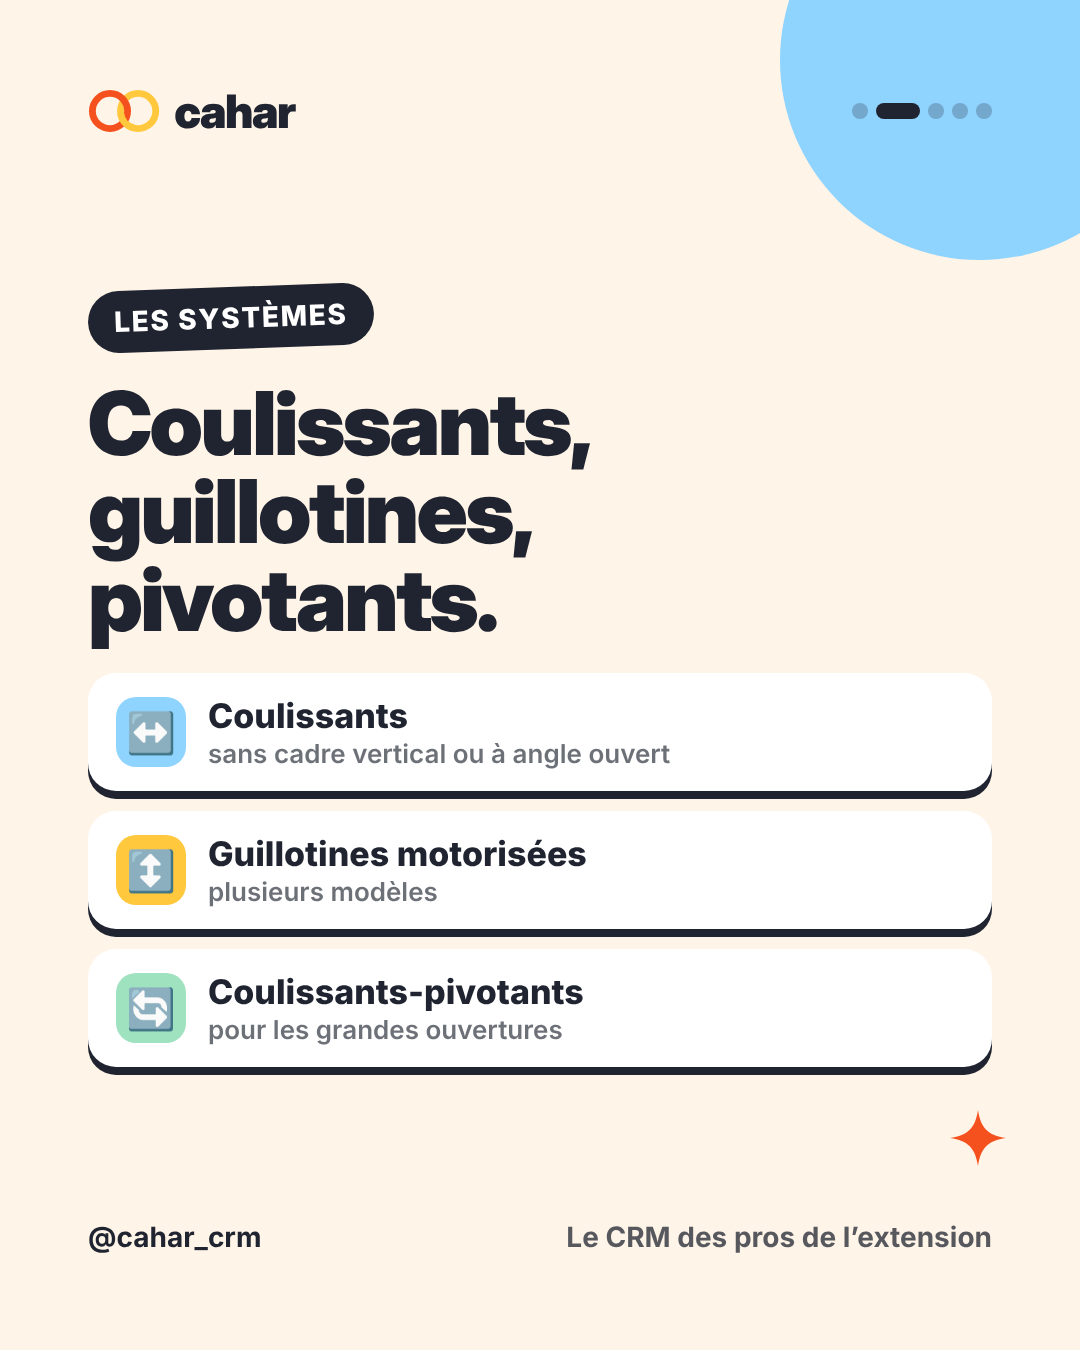 cahar
LES SYSTÈMES
Coulissants,
guillotines,
pivotants.
Coulissants
sans cadre vertical ou à angle ouvert
Guillotines motorisées
plusieurs modèles
Coulissants-pivotants
pour les grandes ouvertures
@cahar_crm
Le CRM des pros de l’extension